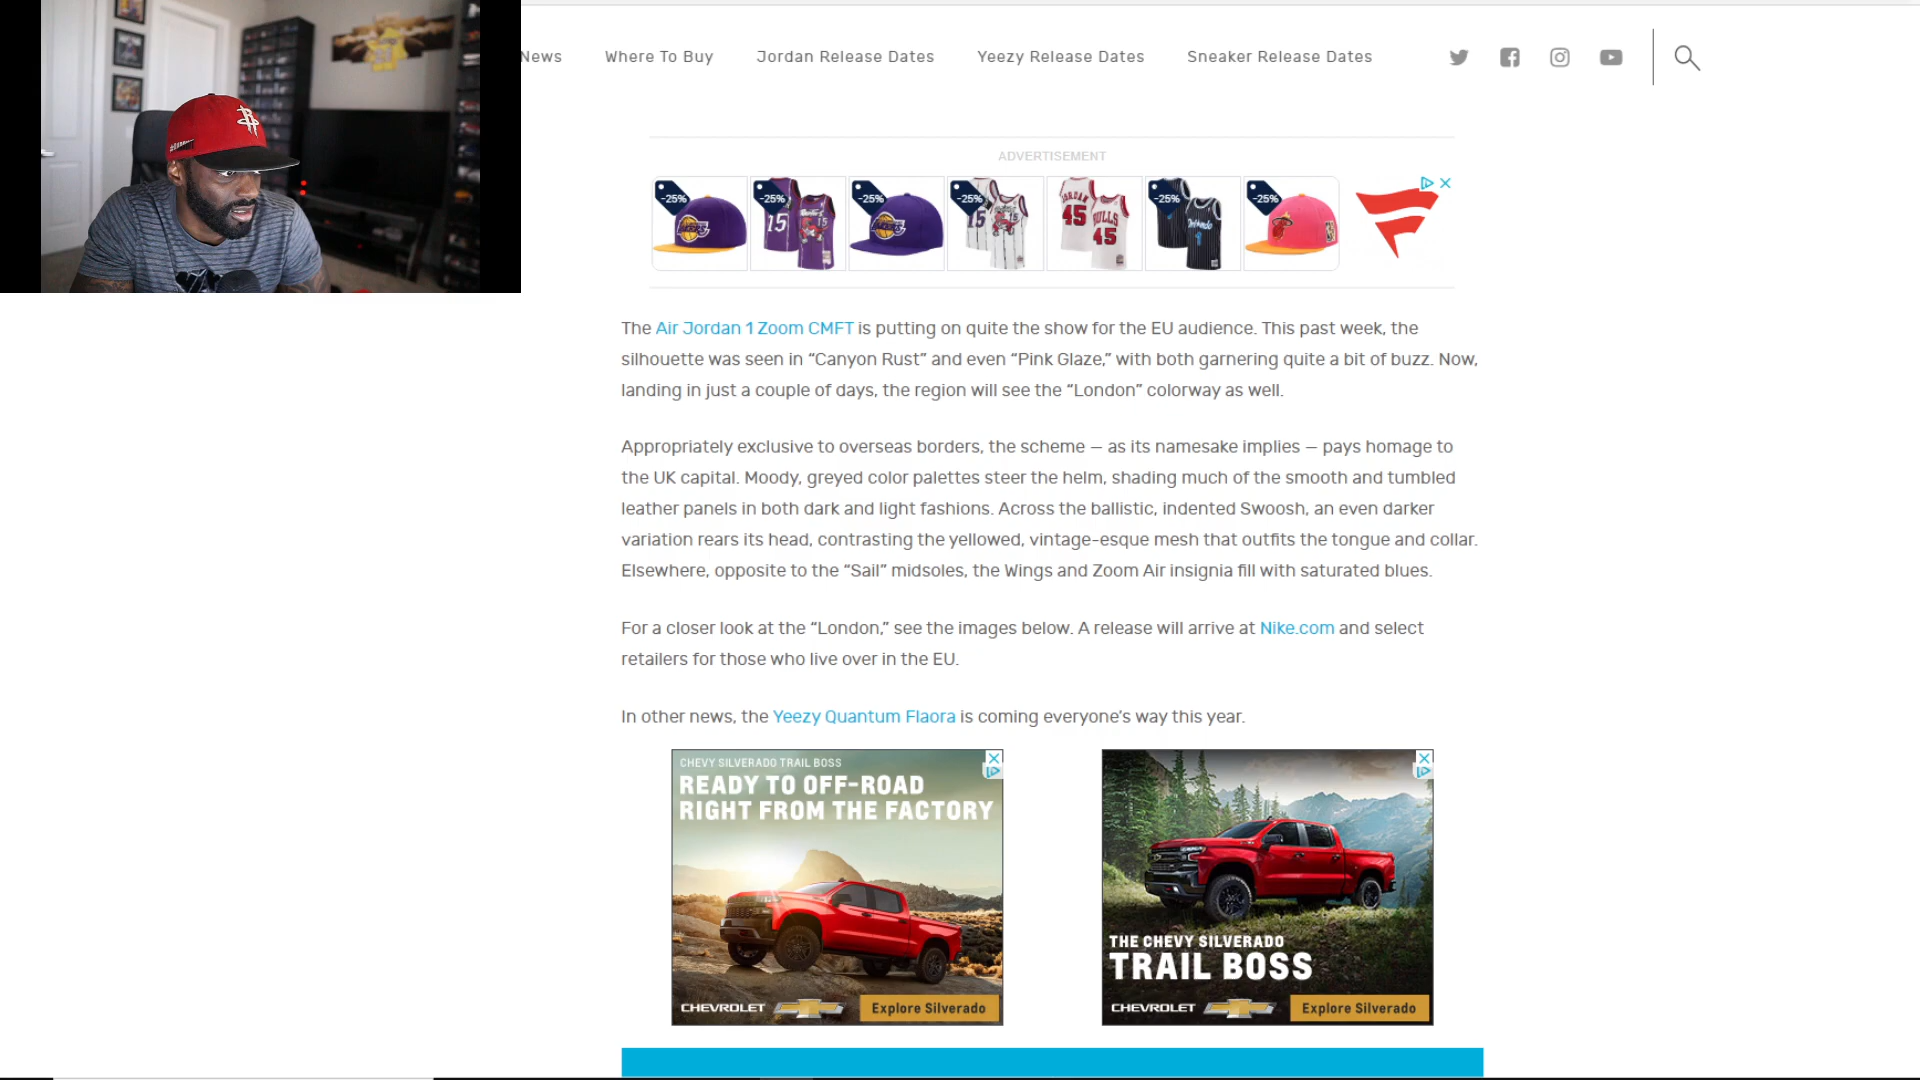 News Where To Buy Jordan Release Dates Yeezy Release Dates Sneaker Release Dates
ADVERTISEMENT
-25% -25% -25% -25% -25% -25%
15 15 15 15 JORDAN 45 BULLS 45 Orlando 1
The Air Jordan 1 Zoom CMFT is putting on quite the show for the EU audience. This past week, the
silhouette was seen in “Canyon Rust” and even “Pink Glaze,” with both garnering quite a bit of buzz. Now,
landing in just a couple of days, the region will see the “London” colorway as well.
Appropriately exclusive to overseas borders, the scheme — as its namesake implies — pays homage to
the UK capital. Moody, greyed color palettes steer the helm, shading much of the smooth and tumbled
leather panels in both dark and light fashions. Across the ballistic, indented Swoosh, an even darker
variation rears its head, contrasting the yellowed, vintage-esque mesh that outfits the tongue and collar.
Elsewhere, opposite to the “Sail” midsoles, the Wings and Zoom Air insignia fill with saturated blues.
For a closer look at the “London,” see the images below. A release will arrive at Nike.com and select
retailers for those who live over in the EU.
In other news, the Yeezy Quantum Flaora is coming everyone’s way this year.
CHEVY SILVERADO TRAIL BOSS
READY TO OFF-ROAD
RIGHT FROM THE FACTORY
CHEVROLET Explore Silverado
THE CHEVY SILVERADO
TRAIL BOSS
CHEVROLET Explore Silverado